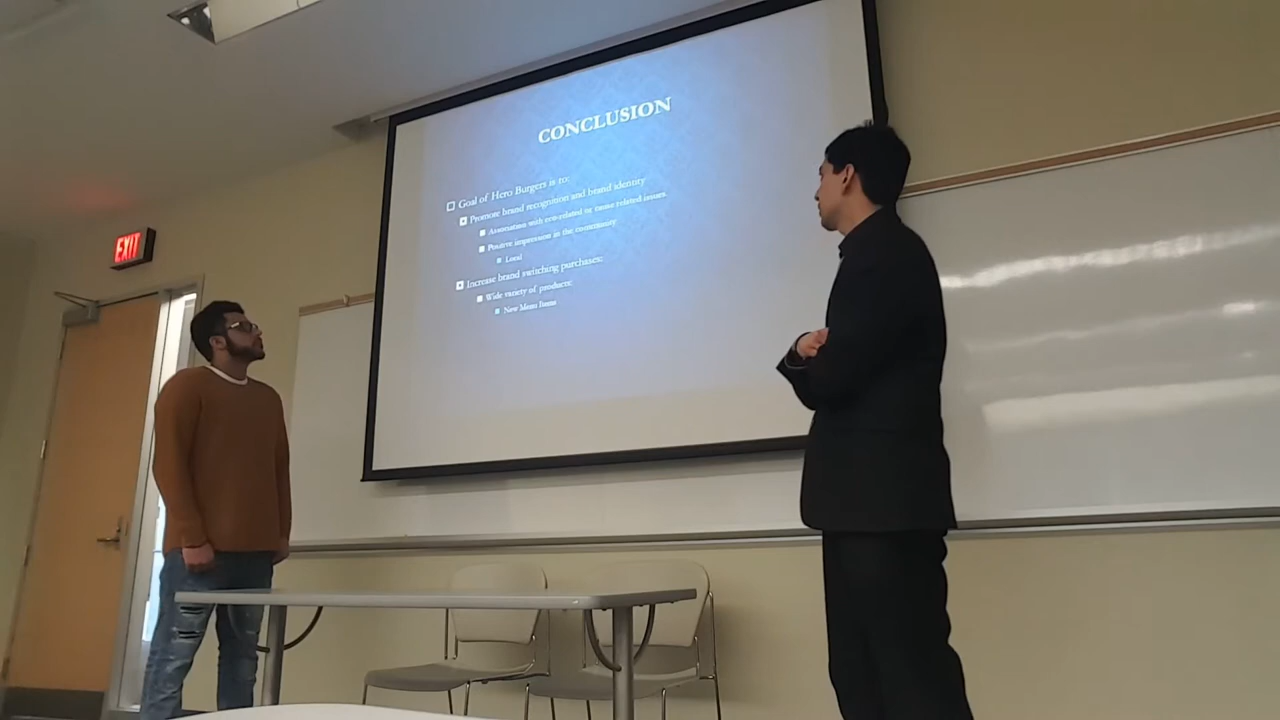 EXIT
CONCLUSION
Goal of Hero Burgers is to:
Promote brand recognition and brand identity
Association with eco-related or cause related issues.
Positive impression in the community
Local
Increase brand switching purchases:
Wide variety of products:
New Menu Items